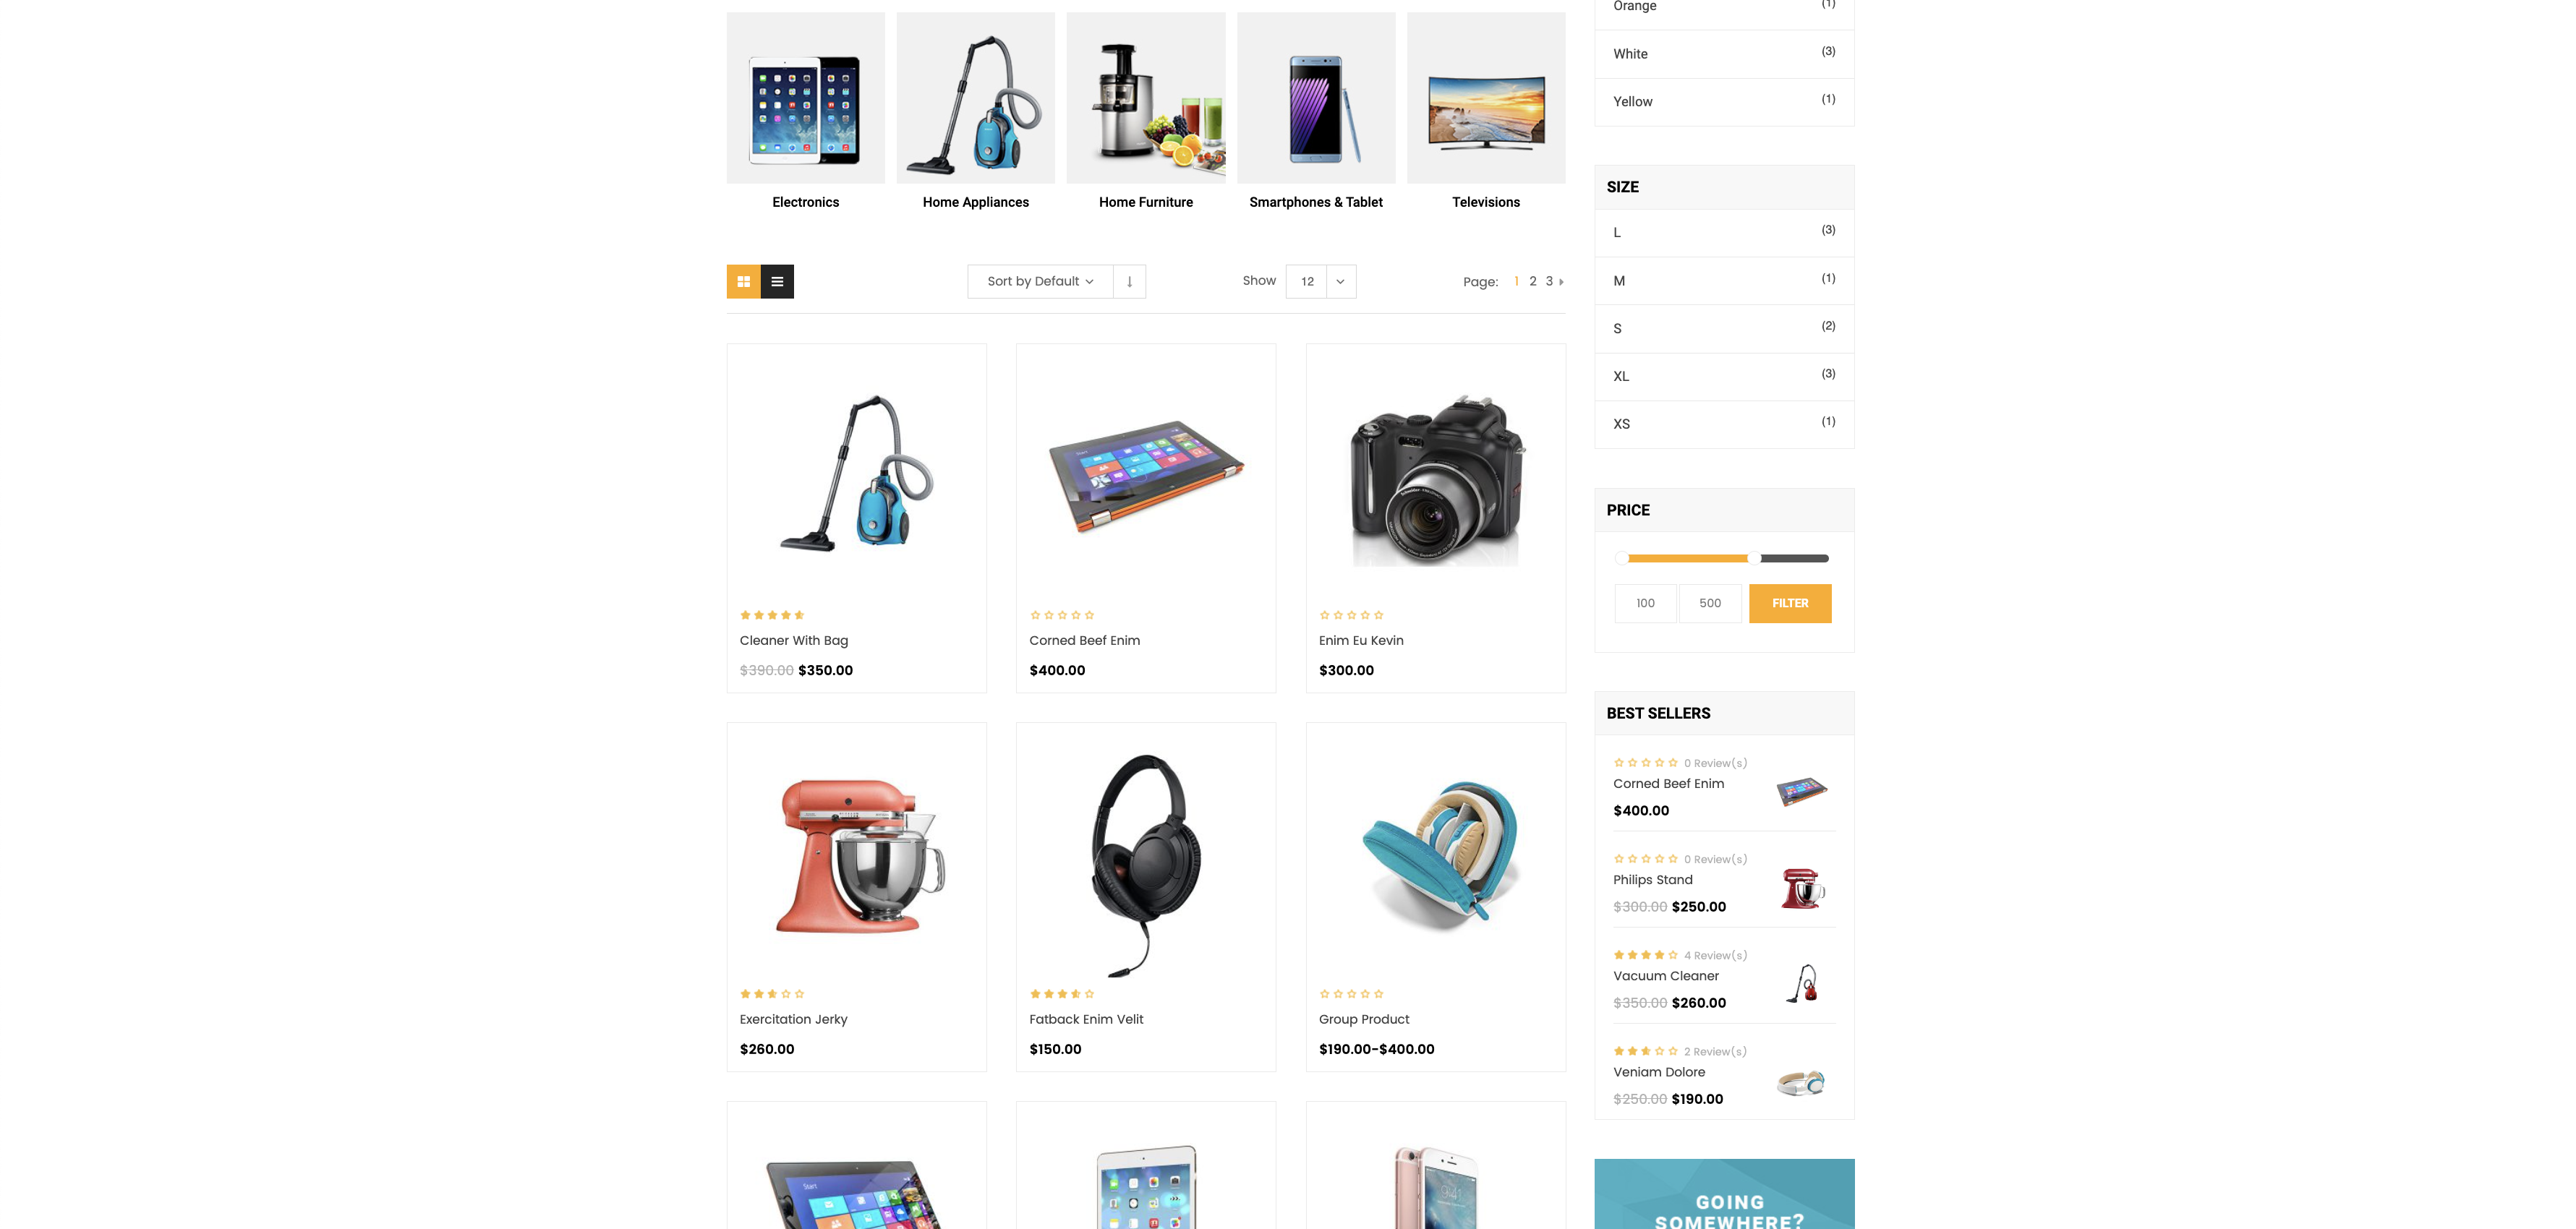 Electronics
Home Appliances
Home Furniture
Smartphones & Tablet
Televisions
Sort by Default
Show
12
Page: 1 2 3
Cleaner With Bag
$390.00 $350.00
Corned Beef Enim
$400.00
Enim Eu Kevin
$300.00
Exercitation Jerky
$260.00
Fatback Enim Velit
$150.00
Group Product
$190.00-$400.00
Start
9:41
Orange (1)
White (3)
Yellow (1)
SIZE
L (3)
M (1)
S (2)
XL (3)
XS (1)
PRICE
100
500
FILTER
BEST SELLERS
0 Review(s)
Corned Beef Enim
$400.00
0 Review(s)
Philips Stand
$300.00 $250.00
4 Review(s)
Vacuum Cleaner
$350.00 $260.00
2 Review(s)
Veniam Dolore
$250.00 $190.00
GOING
SOMEWHERE?